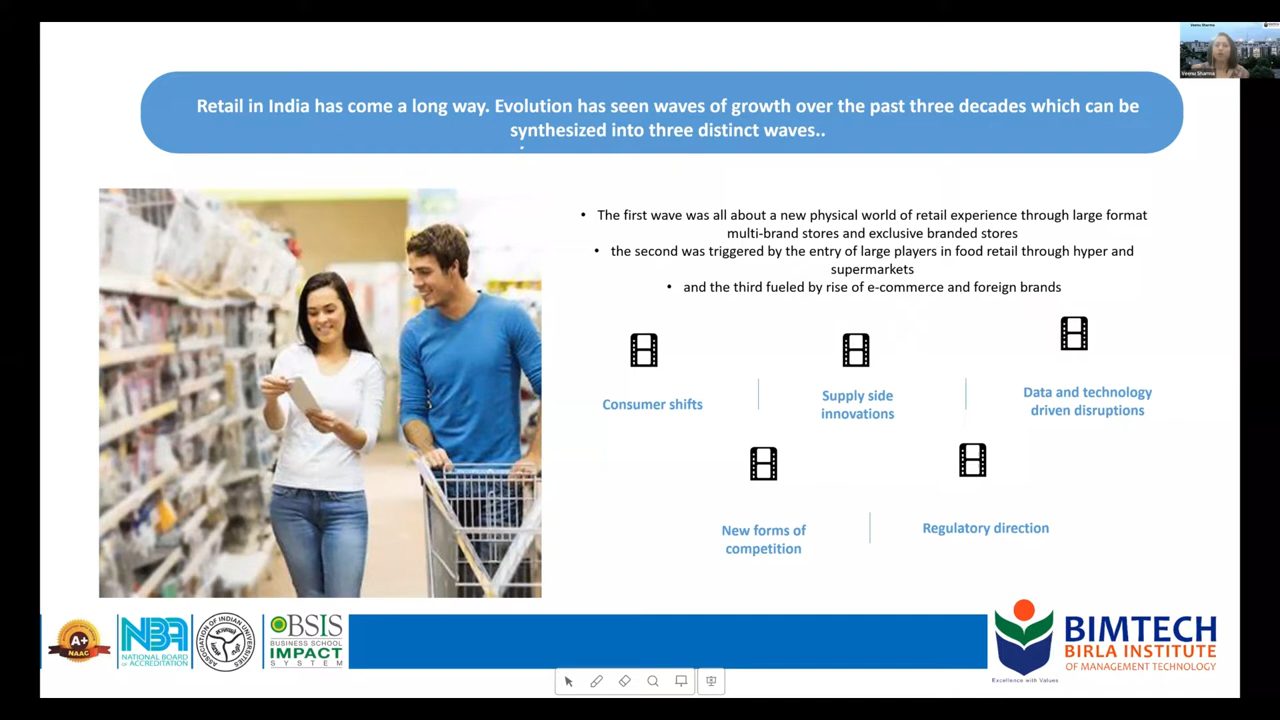 Veenu Sharma
Veenu Sharma
Retail in India has come a long way. Evolution has seen waves of growth over the past three decades which can be
synthesized into three distinct waves..
• The first wave was all about a new physical world of retail experience through large format
multi-brand stores and exclusive branded stores
• the second was triggered by the entry of large players in food retail through hyper and
supermarkets
• and the third fueled by rise of e-commerce and foreign brands
Consumer shifts
Supply side
innovations
Data and technology
driven disruptions
New forms of
competition
Regulatory direction
A+
NAAC
NBA
NATIONAL BOARD
OF ACCREDITATION
ASSOCIATION OF INDIAN UNIVERSITIES
BSIS
BUSINESS SCHOOL
IMPACT
SYSTEM
BIMTECH
BIRLA INSTITUTE
OF MANAGEMENT TECHNOLOGY
Excellence with Values